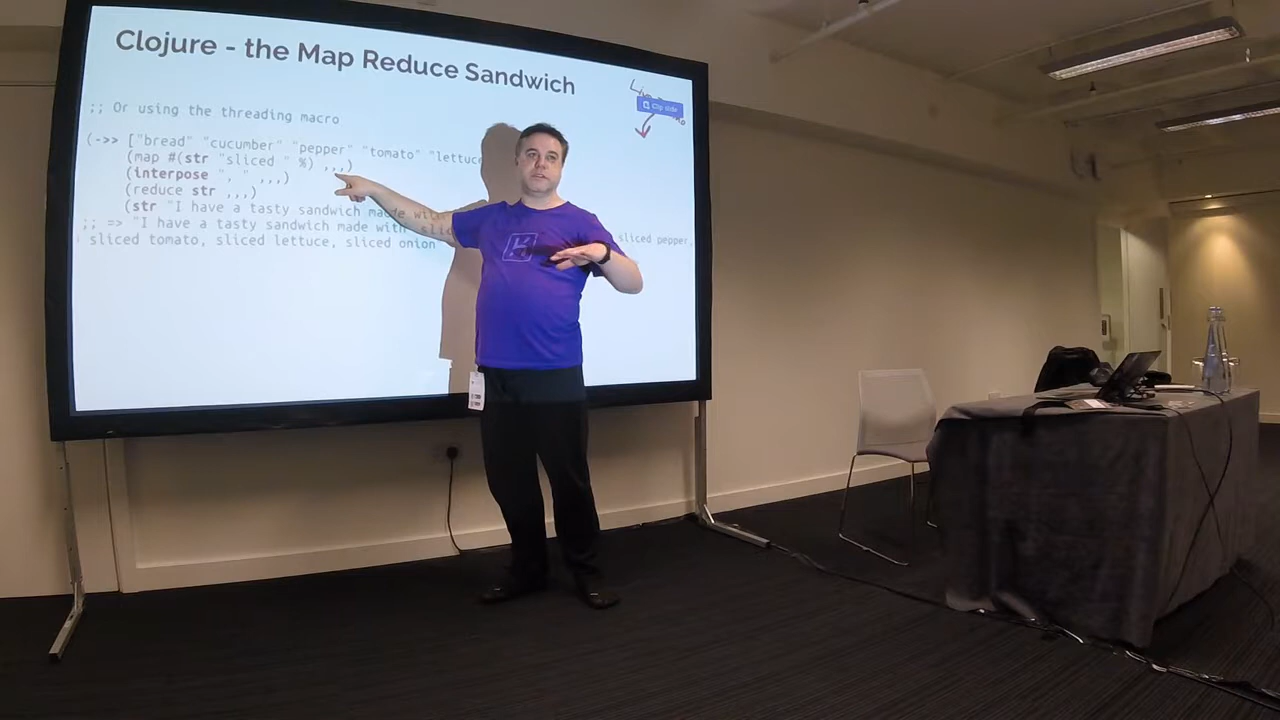 Clojure - the Map Reduce Sandwich
Clip slide
;; Or using the threading macro
(->> ["bread" "cucumber" "pepper" "tomato" "lettuce
(map #(str "sliced " %) ,,,)
(interpose ", " ,,,)
(reduce str ,,,)
(str "I have a tasty sandwich made with
;; => "I have a tasty sandwich made with sliced pepper,
sliced tomato, sliced lettuce, sliced onion